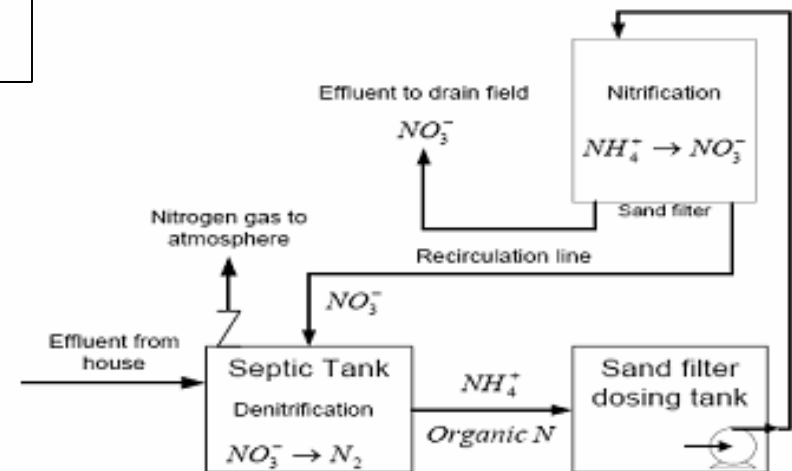 Effluent to drain field
NO₃⁻
Nitrification
NH₄⁺ → NO₃⁻
Sand filter
Nitrogen gas to
atmosphere
Recirculation line
NO₃⁻
Effluent from
house
Septic Tank
Denitrification
NO₃⁻ → N₂
NH₄⁺
Organic N
Sand filter
dosing tank